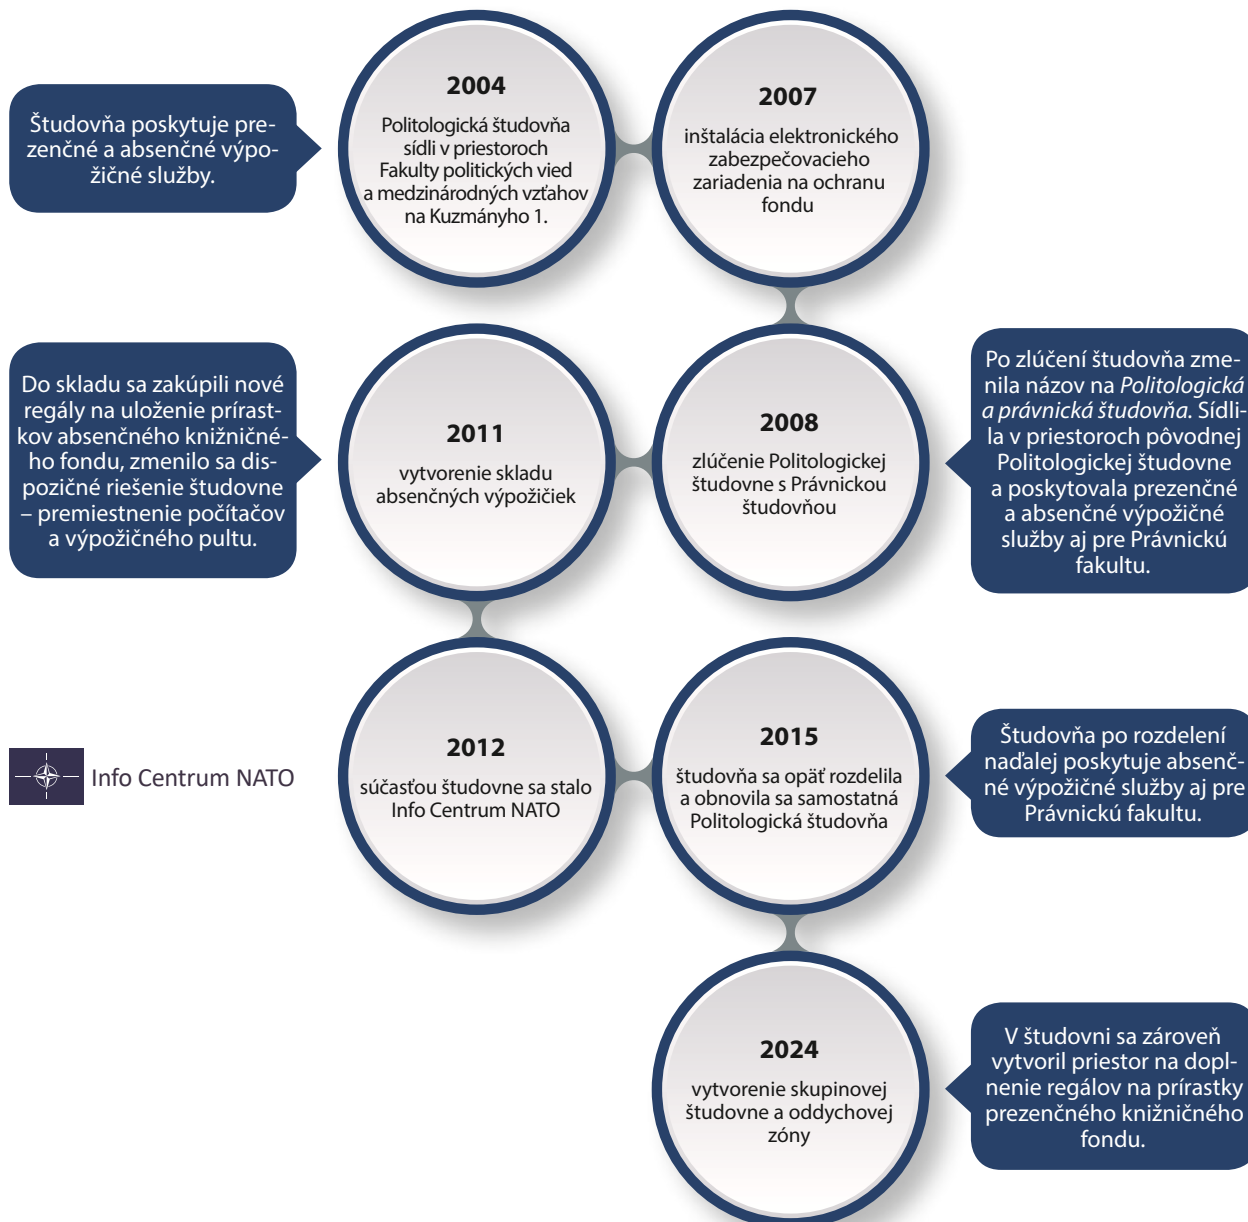 Študovňa poskytuje pre-
zenčné a absenčné výpo-
žičné služby.
2004
Politologická študovňa
sídli v priestoroch
Fakulty politických vied
a medzinárodných vzťahov
na Kuzmányho 1.
2007
inštalácia elektronického
zabezpečovacieho
zariadenia na ochranu
fondu
Po zlúčení študovňa zme-
nila názov na Politologická
a právnická študovňa. Sídli-
la v priestoroch pôvodnej
Politologickej študovne
a poskytovala prezenčné
a absenčné výpožičné
služby aj pre Právnickú
fakultu.
2008
zlúčenie Politologickej
študovne s Právnickou
študovňou
2011
vytvorenie skladu
absenčných výpožičiek
Do skladu sa zakúpili nové
regály na uloženie prírast-
kov absenčného knižničné-
ho fondu, zmenilo sa dis-
pozičné riešenie študovne
– premiestnenie počítačov
a výpožičného pultu.
Info Centrum NATO
2012
súčasťou študovne sa stalo
Info Centrum NATO
2015
študovňa sa opäť rozdelila
a obnovila sa samostatná
Politologická študovňa
Študovňa po rozdelení
naďalej poskytuje absenč-
né výpožičné služby aj pre
Právnickú fakultu.
2024
vytvorenie skupinovej
študovne a oddychovej
zóny
V študovni sa zároveň
vytvoril priestor na dopl-
nenie regálov na prírastky
prezenčného knižničného
fondu.